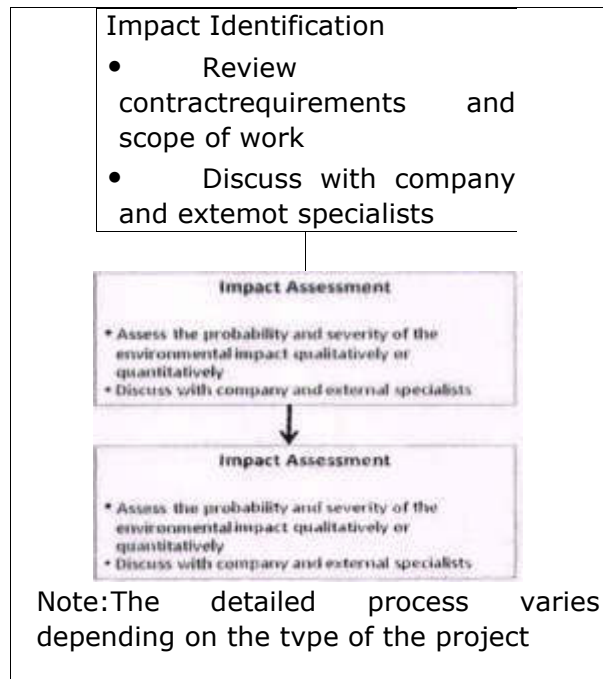 Impact Identification
• Review
contractrequirements and
scope of work
• Discuss with company
and extemot specialists
Impact Assessment
• Assess the probability and severity of the
environmental impact qualitatively or
quantitatively
• Discuss with company and external specialists
Impact Assessment
• Assess the probability and severity of the
environmental impact qualitatively or
quantitatively
• Discuss with company and external specialists
Note:The detailed process varies
depending on the tvpe of the project